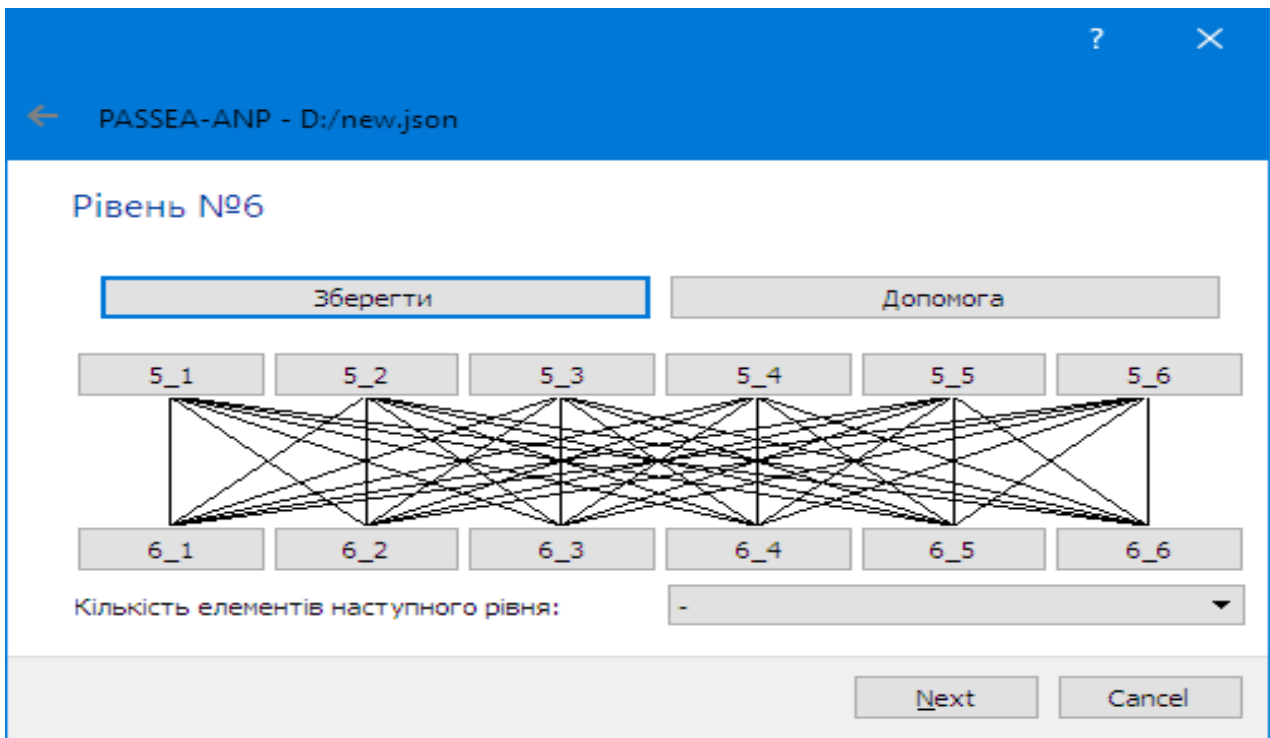 ?
PASSEA-ANP - D:/new.json
Рівень №6
Зберегти Допомога
5_1 5_2 5_3 5_4 5_5 5_6
6_1 6_2 6_3 6_4 6_5 6_6
Кількість елементів наступного рівня: -
Next Cancel